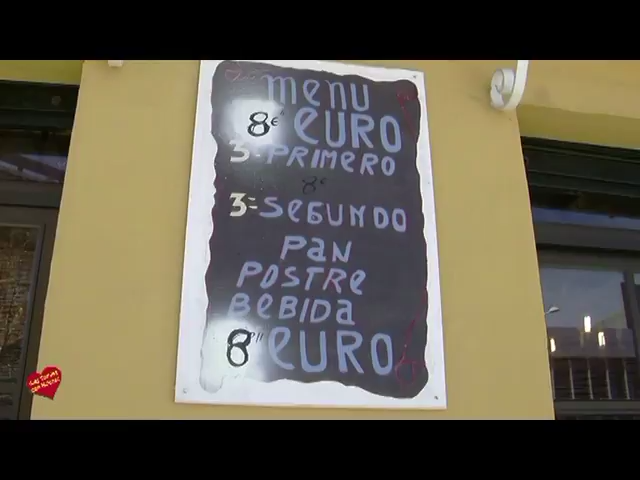 menu
8€ EURO
3= PRIMERO
8€
3= SEGUNDO
PAN
POSTRE
BEBIDA
8" EURO